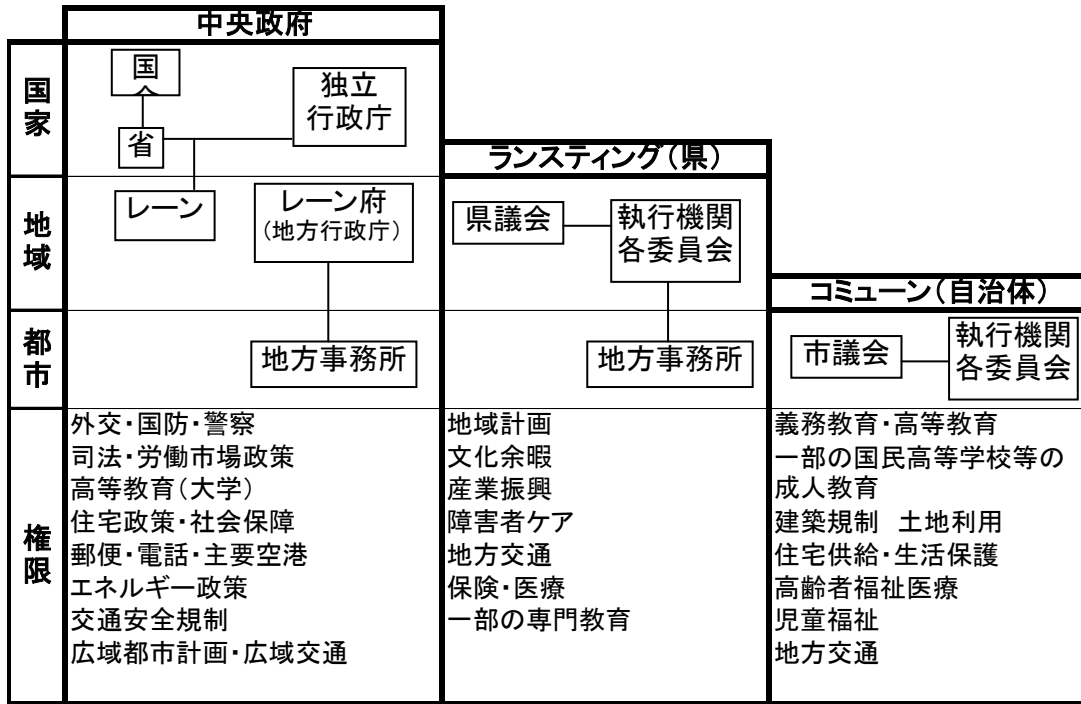 中央政府
国家
国会
独立
行政庁
省
ランスティング（県）
地域
レーン
レーン府
（地方行政庁）
県議会
執行機関
各委員会
コミューン（自治体）
都市
地方事務所
地方事務所
市議会
執行機関
各委員会
権限
外交・国防・警察
司法・労働市場政策
高等教育（大学）
住宅政策・社会保障
郵便・電話・主要空港
エネルギー政策
交通安全規制
広域都市計画・広域交通
地域計画
文化余暇
産業振興
障害者ケア
地方交通
保険・医療
一部の専門教育
義務教育・高等教育
一部の国民高等学校等の
成人教育
建築規制　土地利用
住宅供給・生活保護
高齢者福祉医療
児童福祉
地方交通